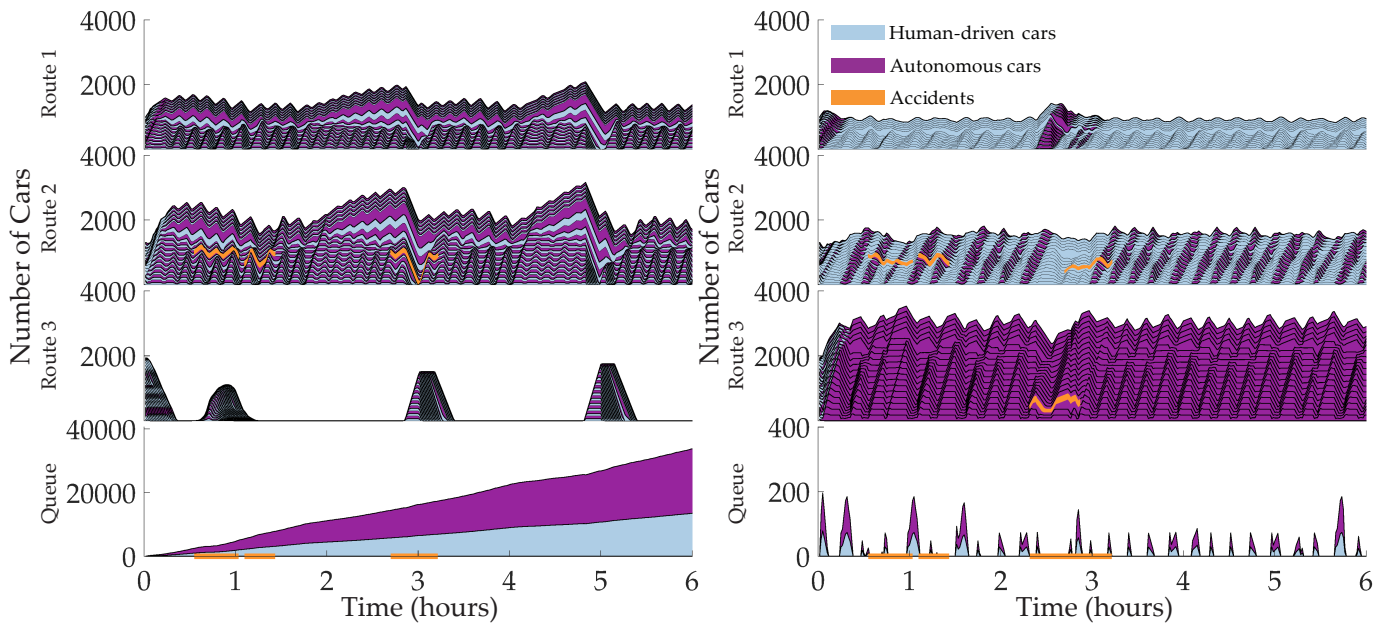 4000
2000
Route 1
4000
2000
0
Route 2
4000
2000
Route 3
40000
20000
0
Queue
Number of Cars
0 1 2 3 4 5 6
Time (hours)
Human-driven cars
Autonomous cars
Accidents
4000
2000
Route 1
4000
2000
0
Route 2
4000
2000
Route 3
400
200
0
Queue
Number of Cars
0 1 2 3 4 5 6
Time (hours)